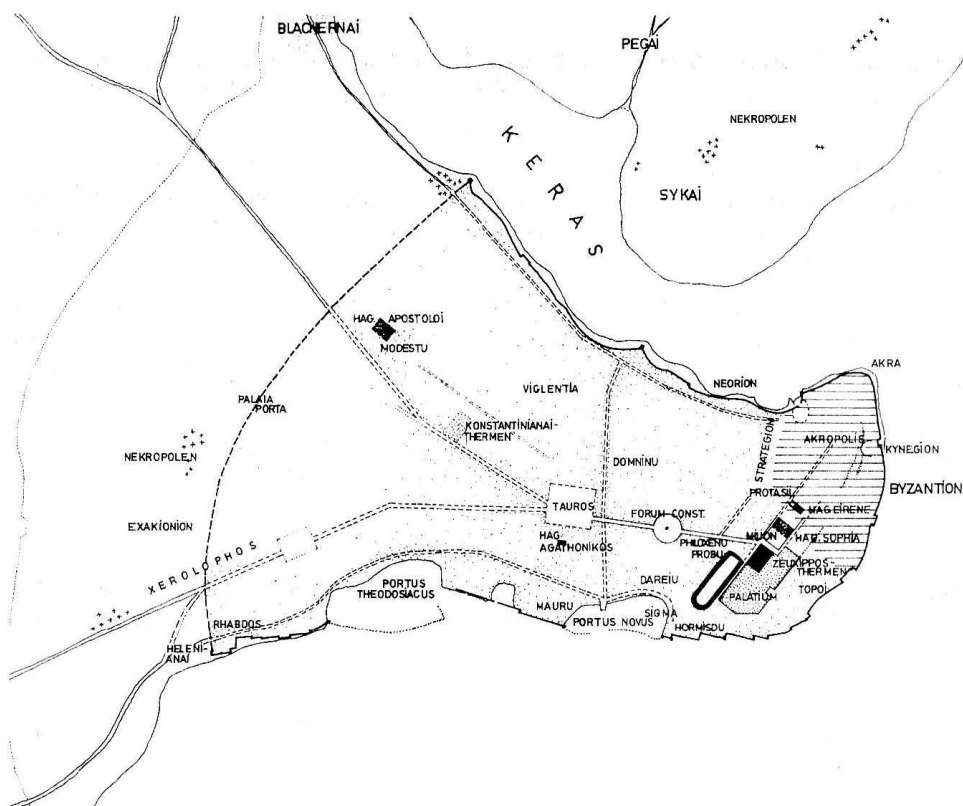 BLACHERNAI
PEGAI
NEKROPOLEN
KERAS
SYKAI
HAG. APOSTOLOI
MODESTU
AKRA
NEORION
VIGLENTIA
PALAIA
PORTA
KONSTANTINIANAI-
THERMEN
STRATEGION
AKROPOLIS
KYNEGION
NEKROPOLEN
DOMNINU
BYZANTION
PROTASII
TAUROS
FORUM CONST.
HAG. EIRENE
EXAKIONION
MILION
HAG. SOPHIA
HAG.
AGATHONIKOS
PHILOXENU
PROBU
ZEUXIPPOS-
THERMEN
XEROLOPHOS
PORTUS
THEODOSIACUS
DAREIU
PALATIUM
TOPOI
MAURU
SIGMA
RHABDOS
PORTUS NOVUS
HORMISDU
HELENI-
ANAI